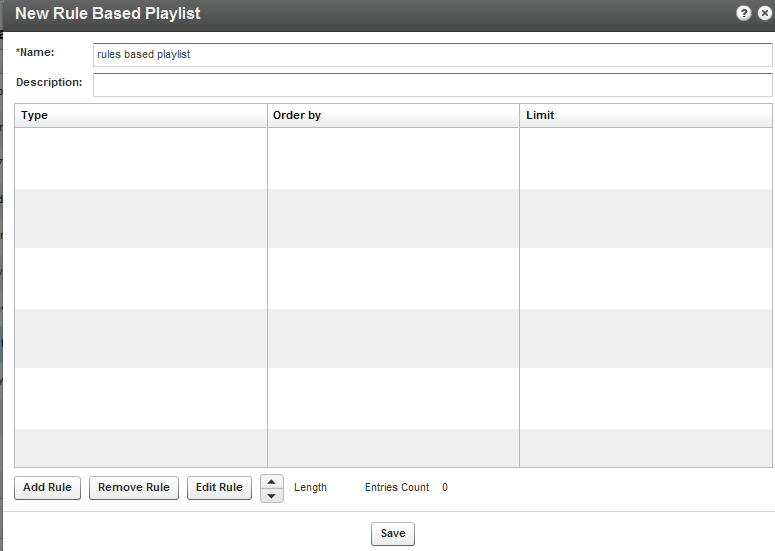 New Rule Based Playlist
*Name: rules based playlist
Description:
Type Order by Limit
Add Rule Remove Rule Edit Rule Length Entries Count 0
Save